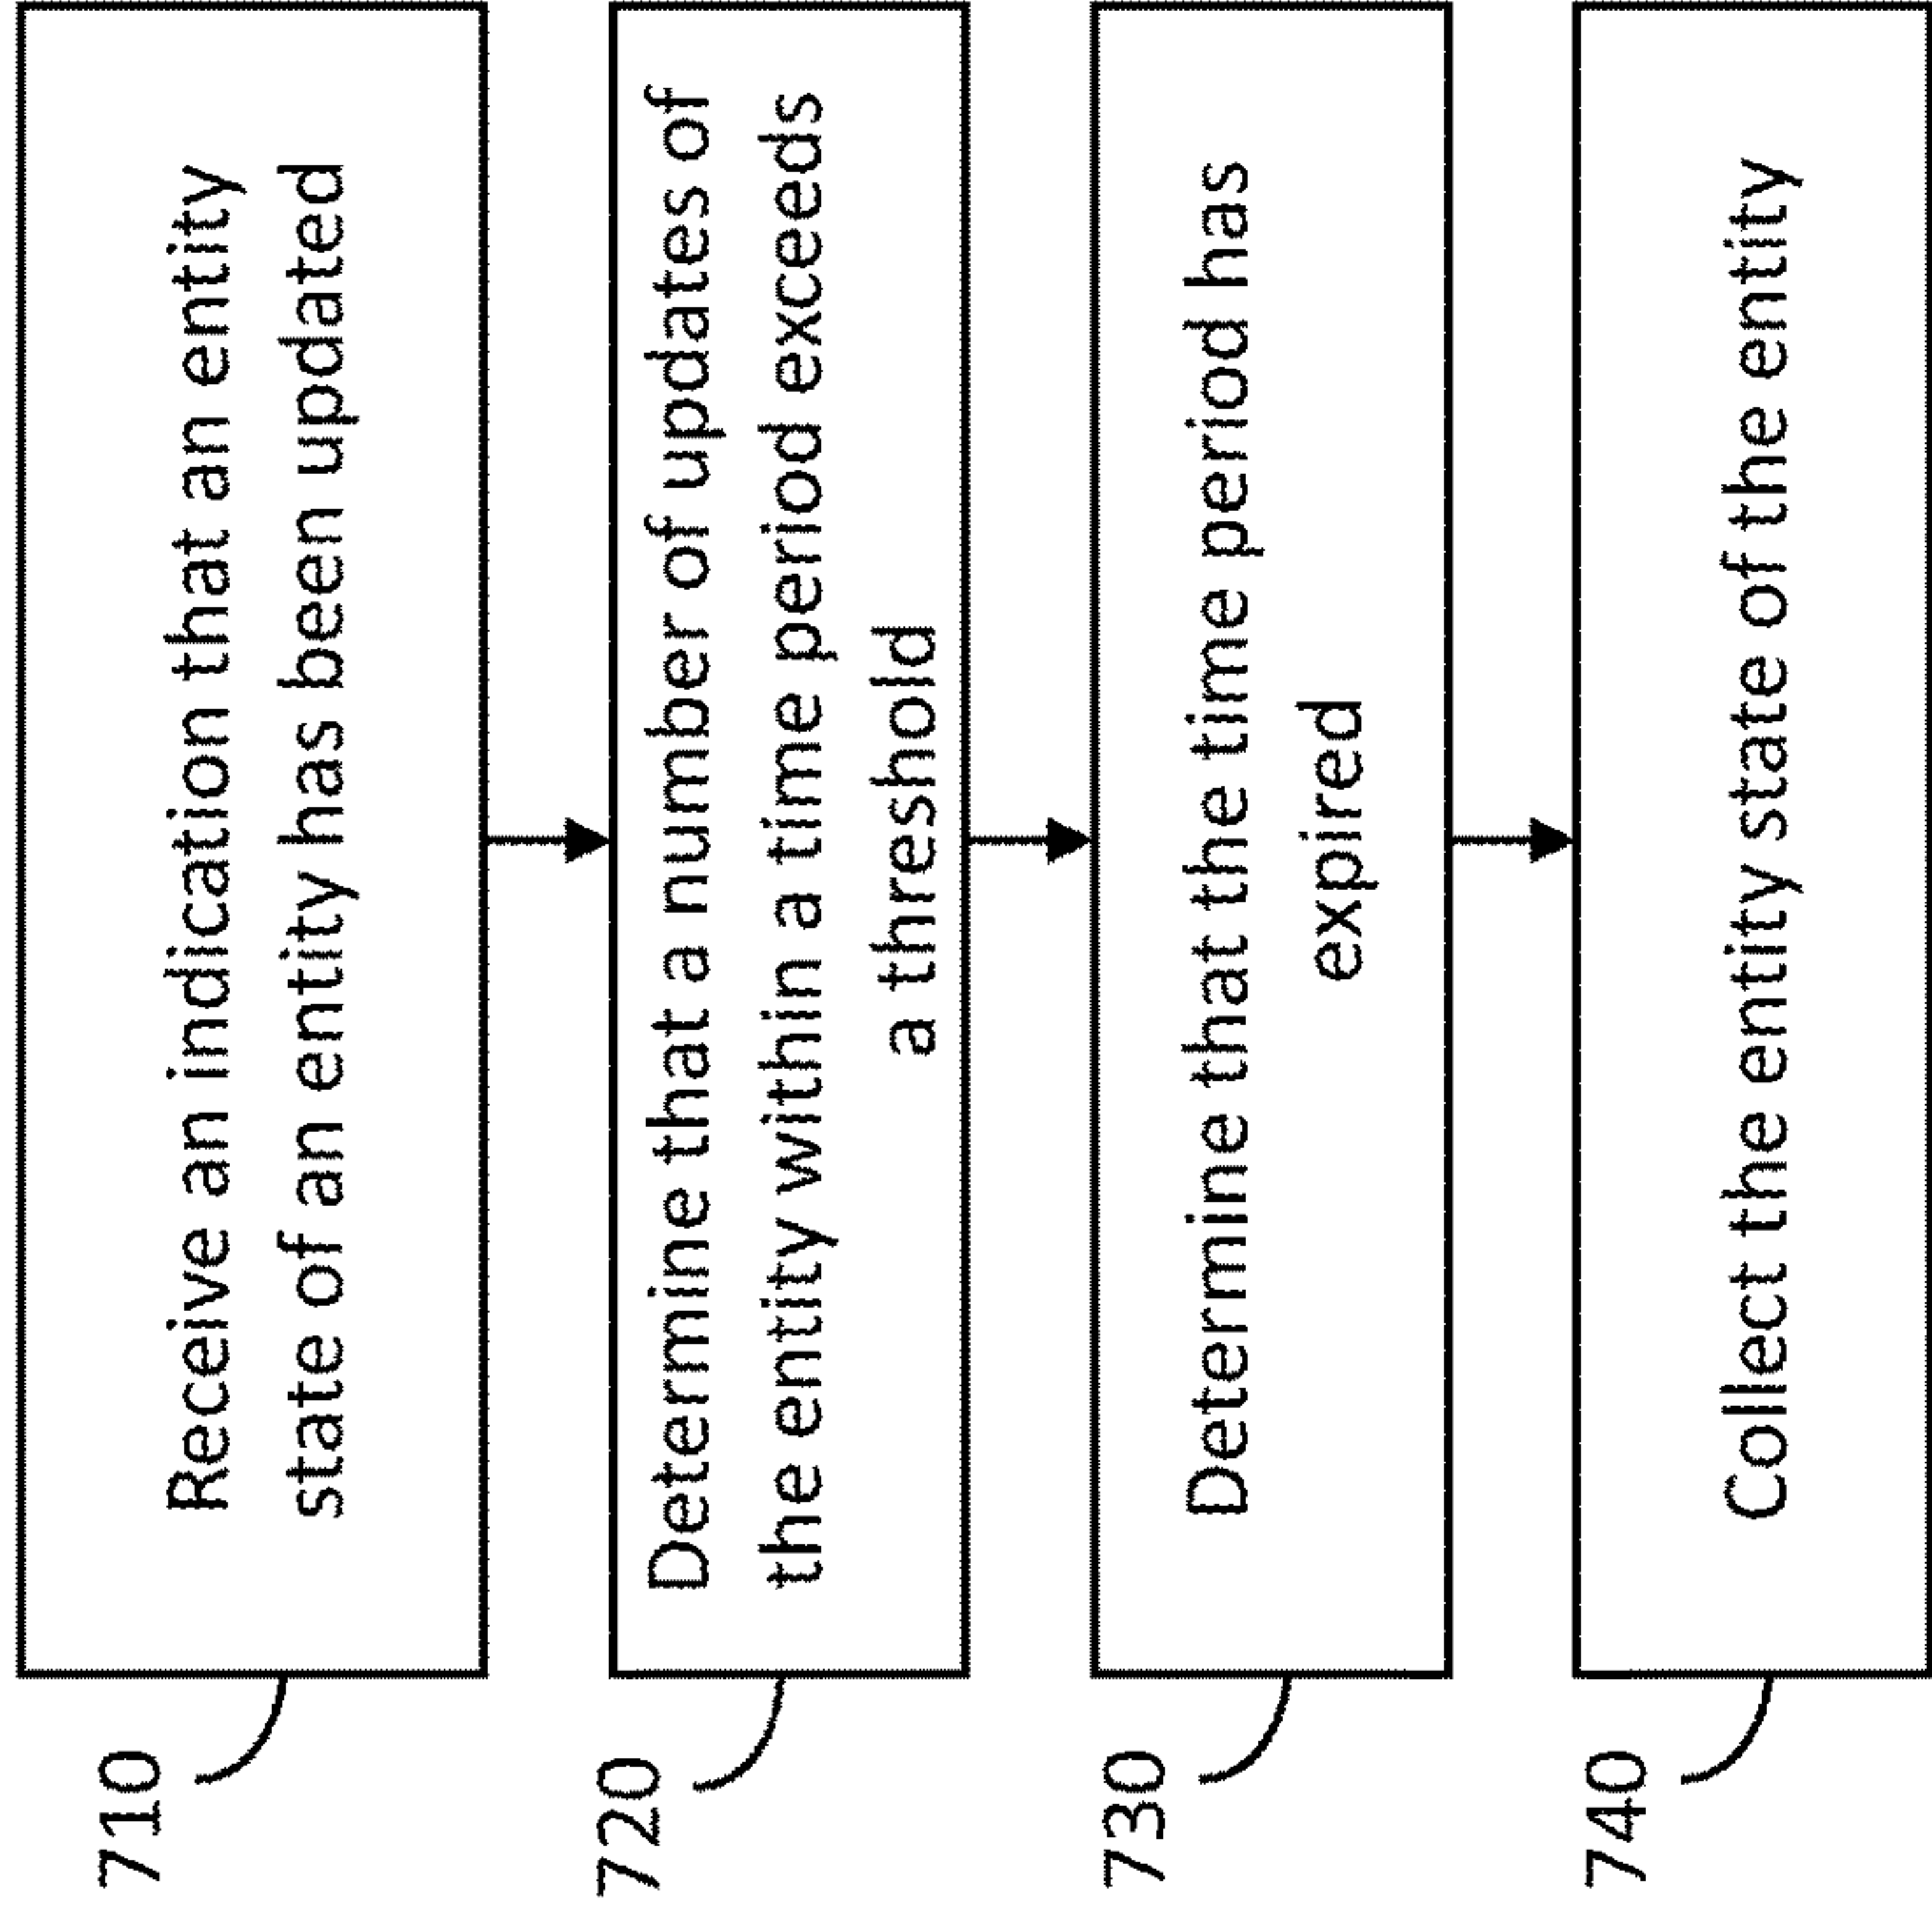 710
Receive an indication that an entity
state of an entity has been updated
720
Determine that a number of updates of
the entity within a time period exceeds
a threshold
730
Determine that the time period has
expired
740
Collect the entity state of the entity